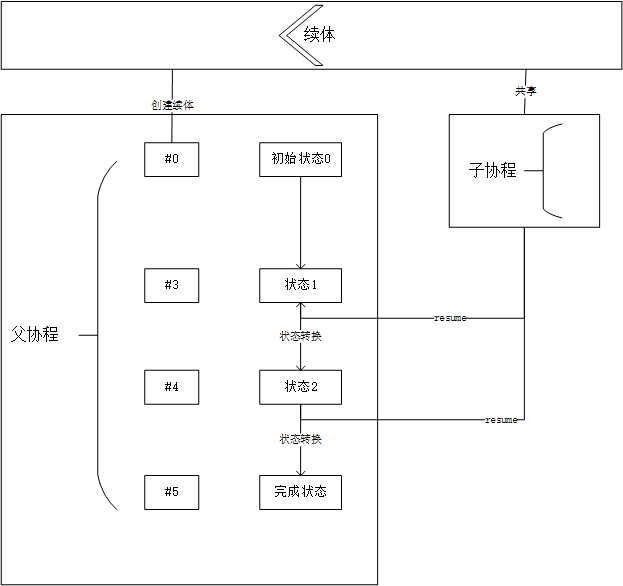 续体
创建续体
共享
#0
初始状态0
子协程
#3
状态1
resume
状态转换
父协程
#4
状态2
resume
状态转换
#5
完成状态